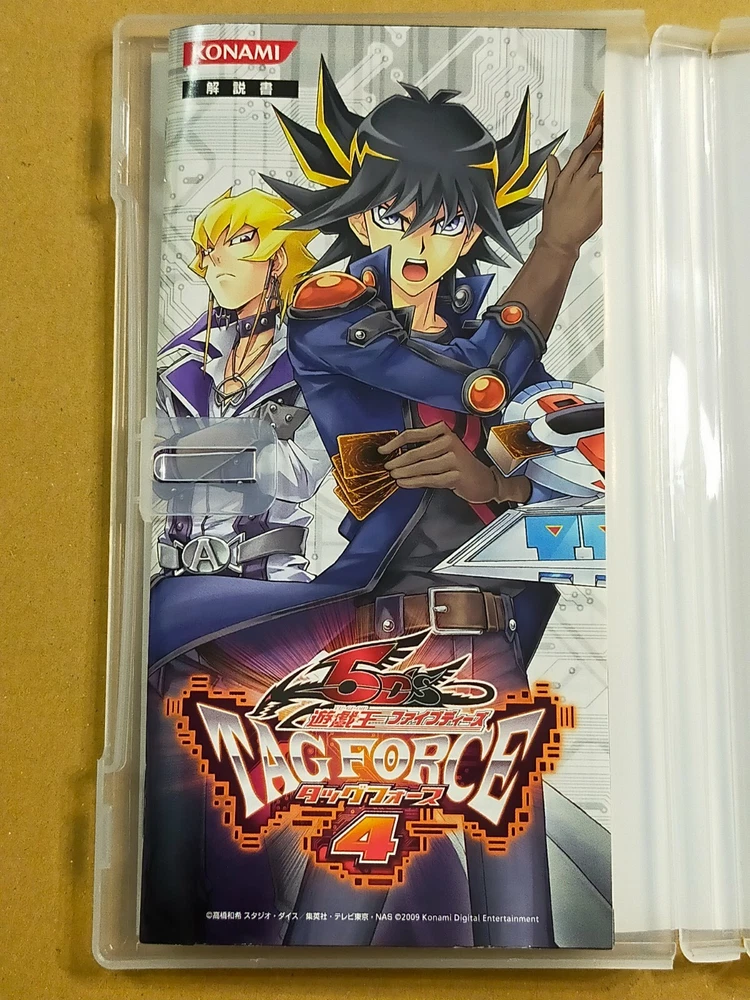 KONAMI
解説書
A
5D's
遊戯王ファイブディーズ
TAG FORCE
タッグフォース
4
©高橋和希 スタジオ・ダイス／集英社・テレビ東京・NAS ©2009 Konami Digital Entertainment